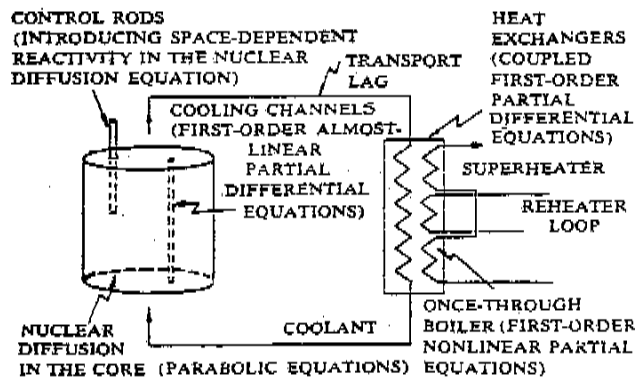 CONTROL RODS
(INTRODUCING SPACE-DEPENDENT
REACTIVITY IN THE NUCLEAR
DIFFUSION EQUATION)
TRANSPORT
LAG
HEAT
EXCHANGERS
(COUPLED
FIRST-ORDER
PARTIAL
DIFFERENTIAL
EQUATIONS)
COOLING CHANNELS
(FIRST-ORDER ALMOST-
LINEAR
PARTIAL
DIFFERENTIAL
EQUATIONS)
SUPERHEATER
REHEATER
LOOP
NUCLEAR
DIFFUSION
IN THE CORE (PARABOLIC EQUATIONS)
COOLANT
ONCE-THROUGH
BOILER (FIRST-ORDER
NONLINEAR PARTIAL
EQUATIONS)